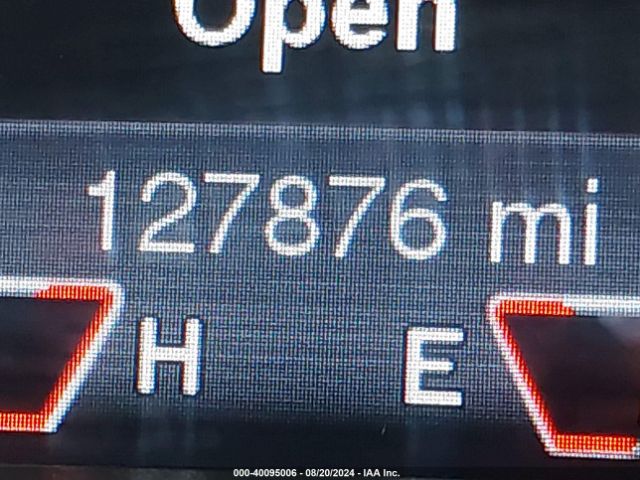 Open
127876 mi
H E
000-40095006 - 08/20/2024 - IAA Inc.